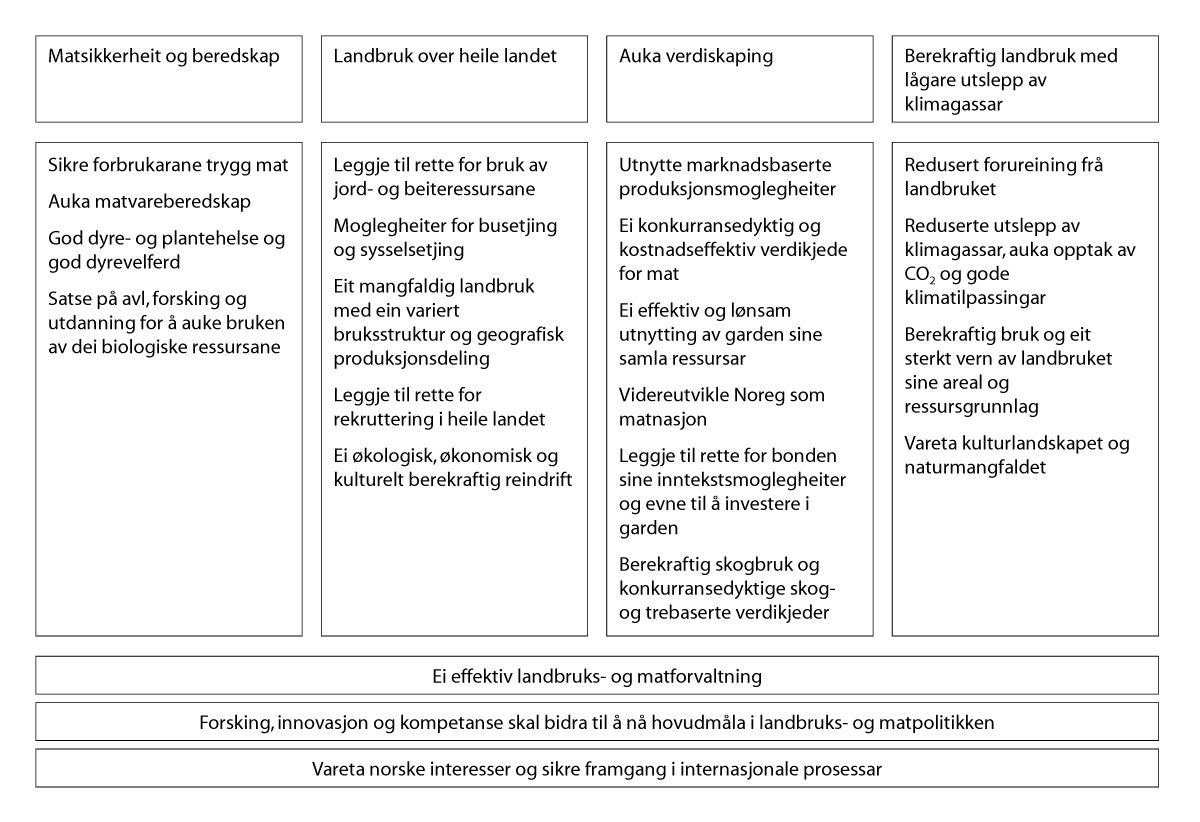 Matsikkerheit og beredskap
Landbruk over heile landet
Auka verdiskaping
Berekraftig landbruk med
lågare utslepp av
klimagassar
Sikre forbrukarane trygg mat
Auka matvareberedskap
God dyre- og plantehelse og
god dyrevelferd
Satse på avl, forsking og
utdanning for å auke bruken
av dei biologiske ressursane
Leggje til rette for bruk av
jord- og beiteressursane
Moglegheiter for busetjing
og sysselsetjing
Eit mangfaldig landbruk
med ein variert
bruksstruktur og geografisk
produksjonsdeling
Leggje til rette for
rekruttering i heile landet
Ei økologisk, økonomisk og
kulturelt berekraftig reindrift
Utnytte marknadsbaserte
produksjonsmoglegheiter
Ei konkurransedyktig og
kostnadseffektiv verdikjede
for mat
Ei effektiv og lønsam
utnytting av garden sine
samla ressursar
Videreutvikle Noreg som
matnasjon
Leggje til rette for bonden
sine inntekstsmoglegheiter
og evne til å investere i
garden
Berekraftig skogbruk og
konkurransedyktige skog-
og trebaserte verdikjeder
Redusert forureining frå
landbruket
Reduserte utslepp av
klimagassar, auka opptak av
CO₂ og gode
klimatilpassingar
Berekraftig bruk og eit
sterkt vern av landbruket
sine areal og
ressursgrunnlag
Vareta kulturlandskapet og
naturmangfaldet
Ei effektiv landbruks- og matforvaltning
Forsking, innovasjon og kompetanse skal bidra til å nå hovudmåla i landbruks- og matpolitikken
Vareta norske interesser og sikre framgang i internasjonale prosessar